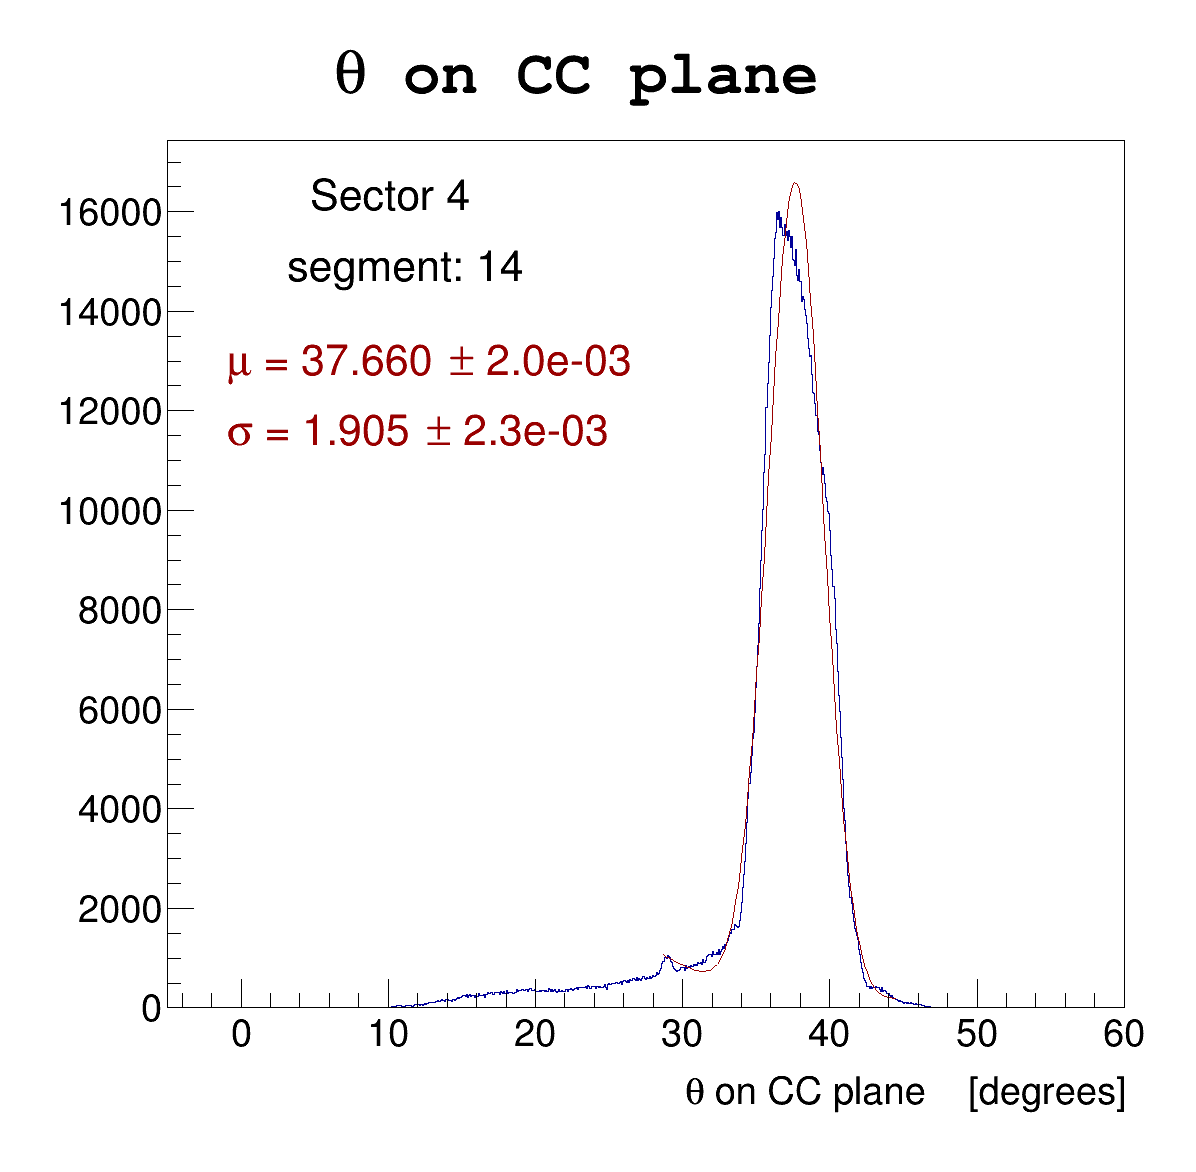 θ on CC plane
Sector 4
segment: 14
μ = 37.660 ± 2.0e-03
σ = 1.905 ± 2.3e-03
16000
14000
12000
10000
8000
6000
4000
2000
0
0 10 20 30 40 50 60
θ on CC plane [degrees]